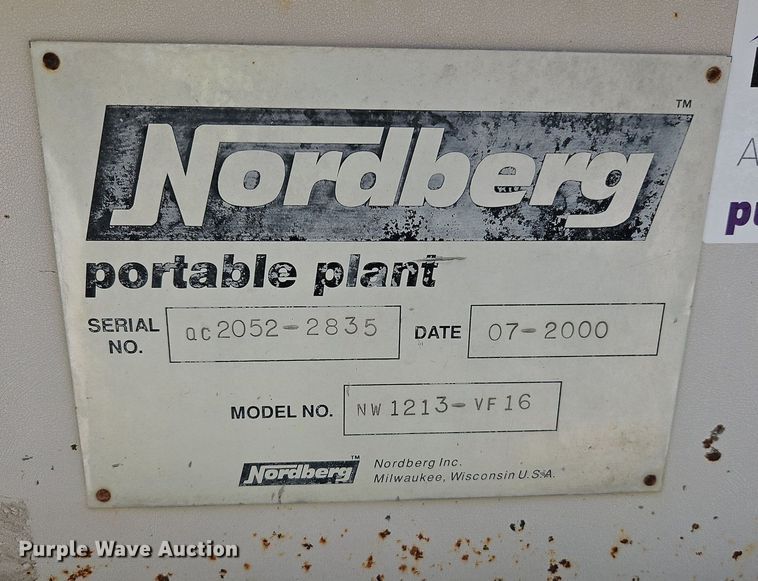 Nordberg
TM
portable plant
SERIAL NO. QC2052-2835 DATE 07-2000
MODEL NO. NW1213-VF16
Nordberg TM Nordberg Inc.
Milwaukee, Wisconsin U.S.A.
Purple Wave Auction